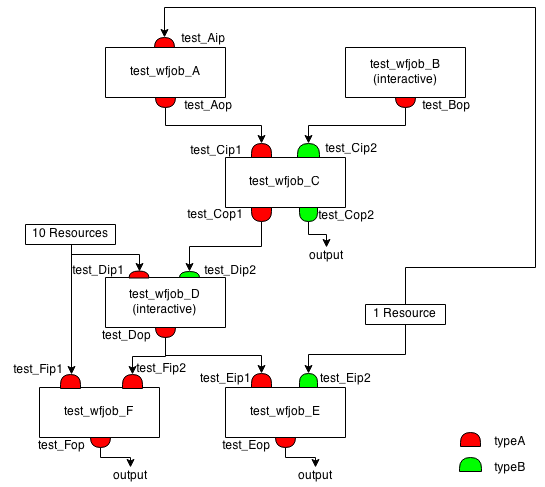 test_Aip
test_wfjob_A
test_wfjob_B
(interactive)
test_Aop
test_Bop
test_Cip1
test_Cip2
test_wfjob_C
test_Cop1
test_Cop2
10 Resources
output
test_Dip1
test_Dip2
test_wfjob_D
(interactive)
1 Resource
test_Dop
test_Fip1
test_Fip2
test_Eip1
test_Eip2
test_wfjob_F
test_wfjob_E
test_Fop
test_Eop
typeA
output
output
typeB